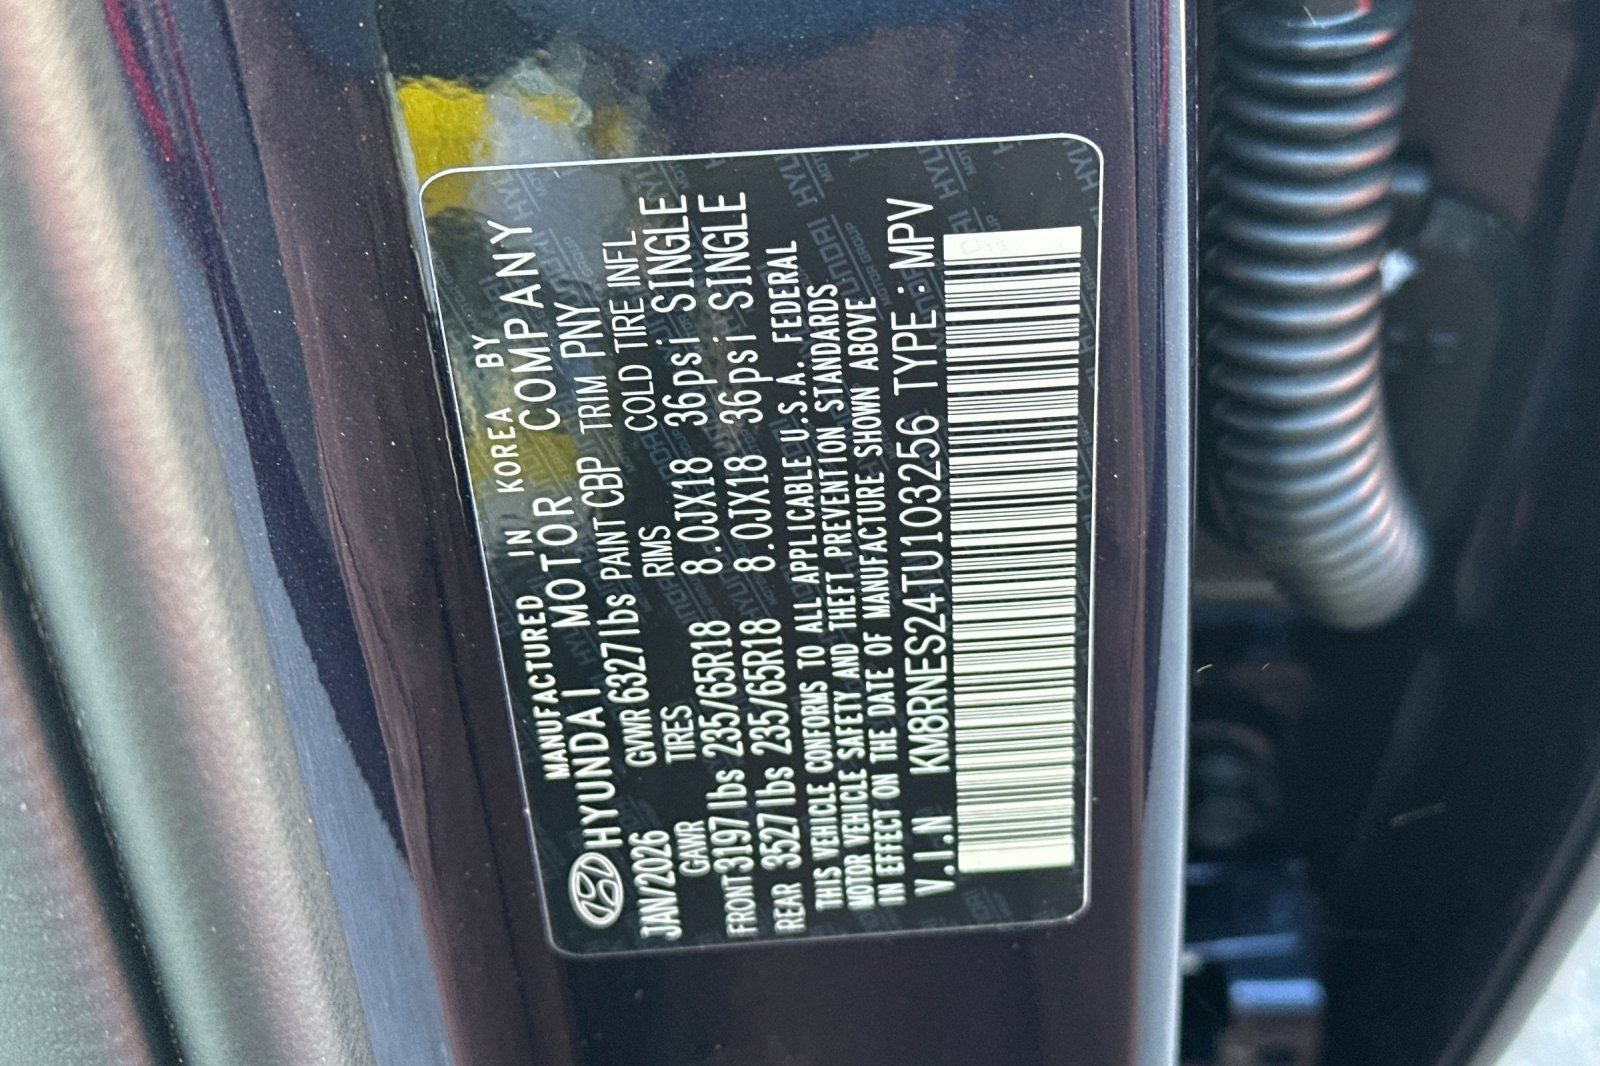 MANUFACTURED IN KOREA BY
HYUNDAI MOTOR COMPANY
JAN/2026 GVWR 6327lbs PAINT CBP TRIM PNY
GAWR TIRES RIMS COLD TIRE INFL
FRONT 3197lbs 235/65R18 8.0JX18 36psi SINGLE
REAR 3527lbs 235/65R18 8.0JX18 36psi SINGLE
THIS VEHICLE CONFORMS TO ALL APPLICABLE U.S.A. FEDERAL
MOTOR VEHICLE SAFETY AND THEFT PREVENTION STANDARDS
IN EFFECT ON THE DATE OF MANUFACTURE SHOWN ABOVE
V.I.N KM8RNES24TU103256 TYPE:MPV